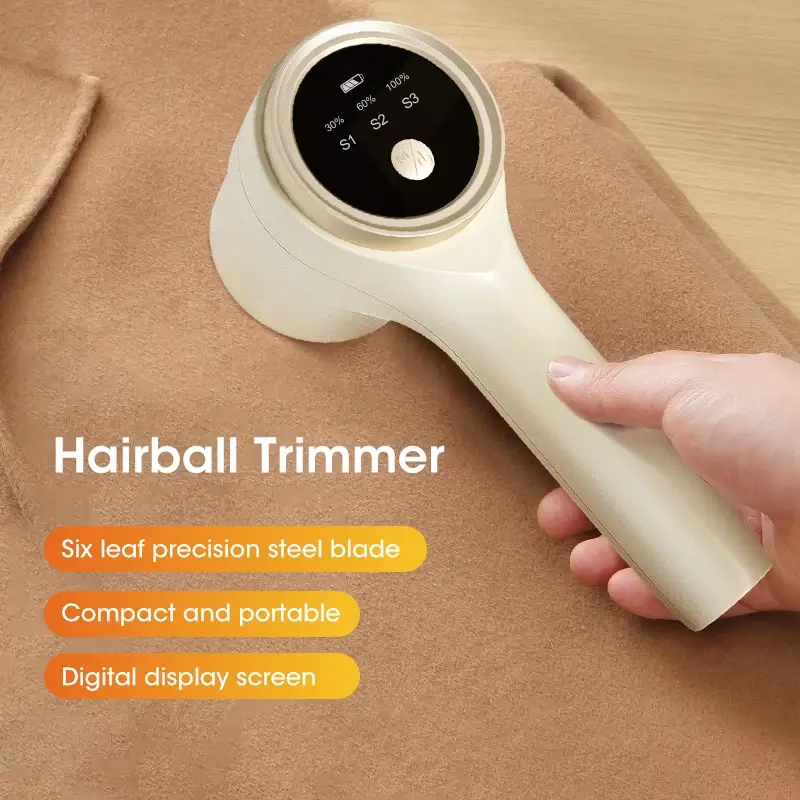 30% 60% 100%
S1 S2 S3
Hairball Trimmer
Six leaf precision steel blade
Compact and portable
Digital display screen